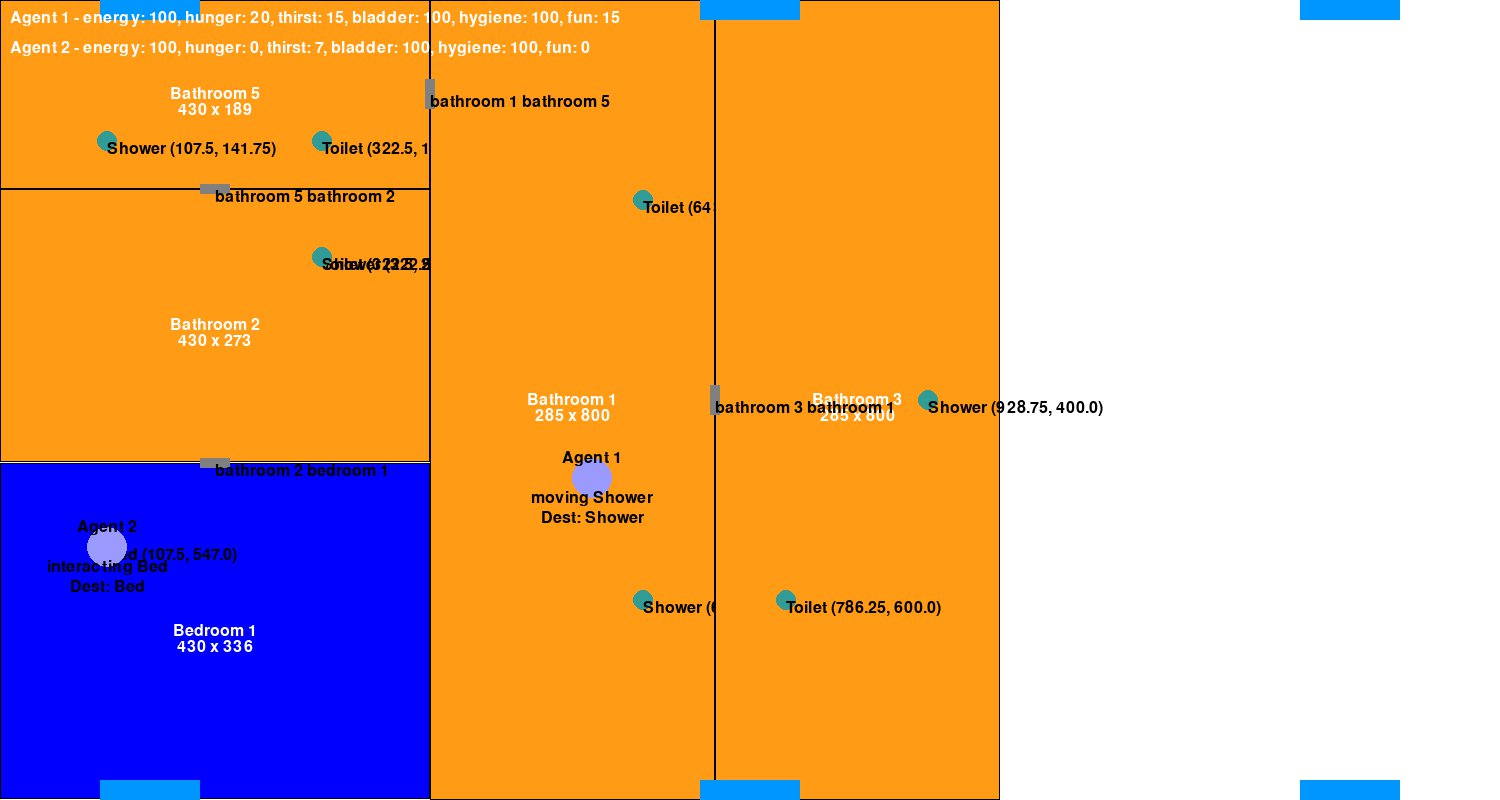 Agent 1 - energy: 100, hunger: 20, thirst: 15, bladder: 100, hygiene: 100, fun: 15
Agent 2 - energy: 100, hunger: 0, thirst: 7, bladder: 100, hygiene: 100, fun: 0
Bathroom 5
430 x 189
bathroom 1 bathroom 5
Shower (107.5, 141.75)
Toilet (322.5, 1
bathroom 5 bathroom 2
Toilet (64
Bathroom 2
430 x 273
Bathroom 1
285 x 800
Bathroom 3
bathroom 3 bathroom 1
Shower (928.75, 400.0)
bathroom 2 bedroom 1
Agent 1
moving Shower
Dest: Shower
Agent 2
(107.5, 547.0)
interacting Bed
Dest: Bed
Shower (
Toilet (786.25, 600.0)
Bedroom 1
430 x 336